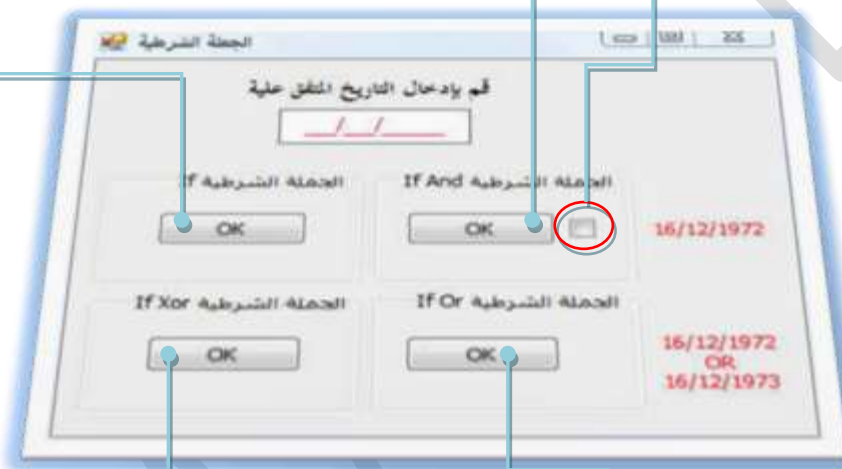 الجملة الشرطية
قم بإدخال التاريخ المتفق علية
__/__/____
الجملة الشرطية If And
الجملة الشرطية If
OK
OK
16/12/1972
الجملة الشرطية If Or
الجملة الشرطية If Xor
OK
OK
16/12/1972
OR
16/12/1973